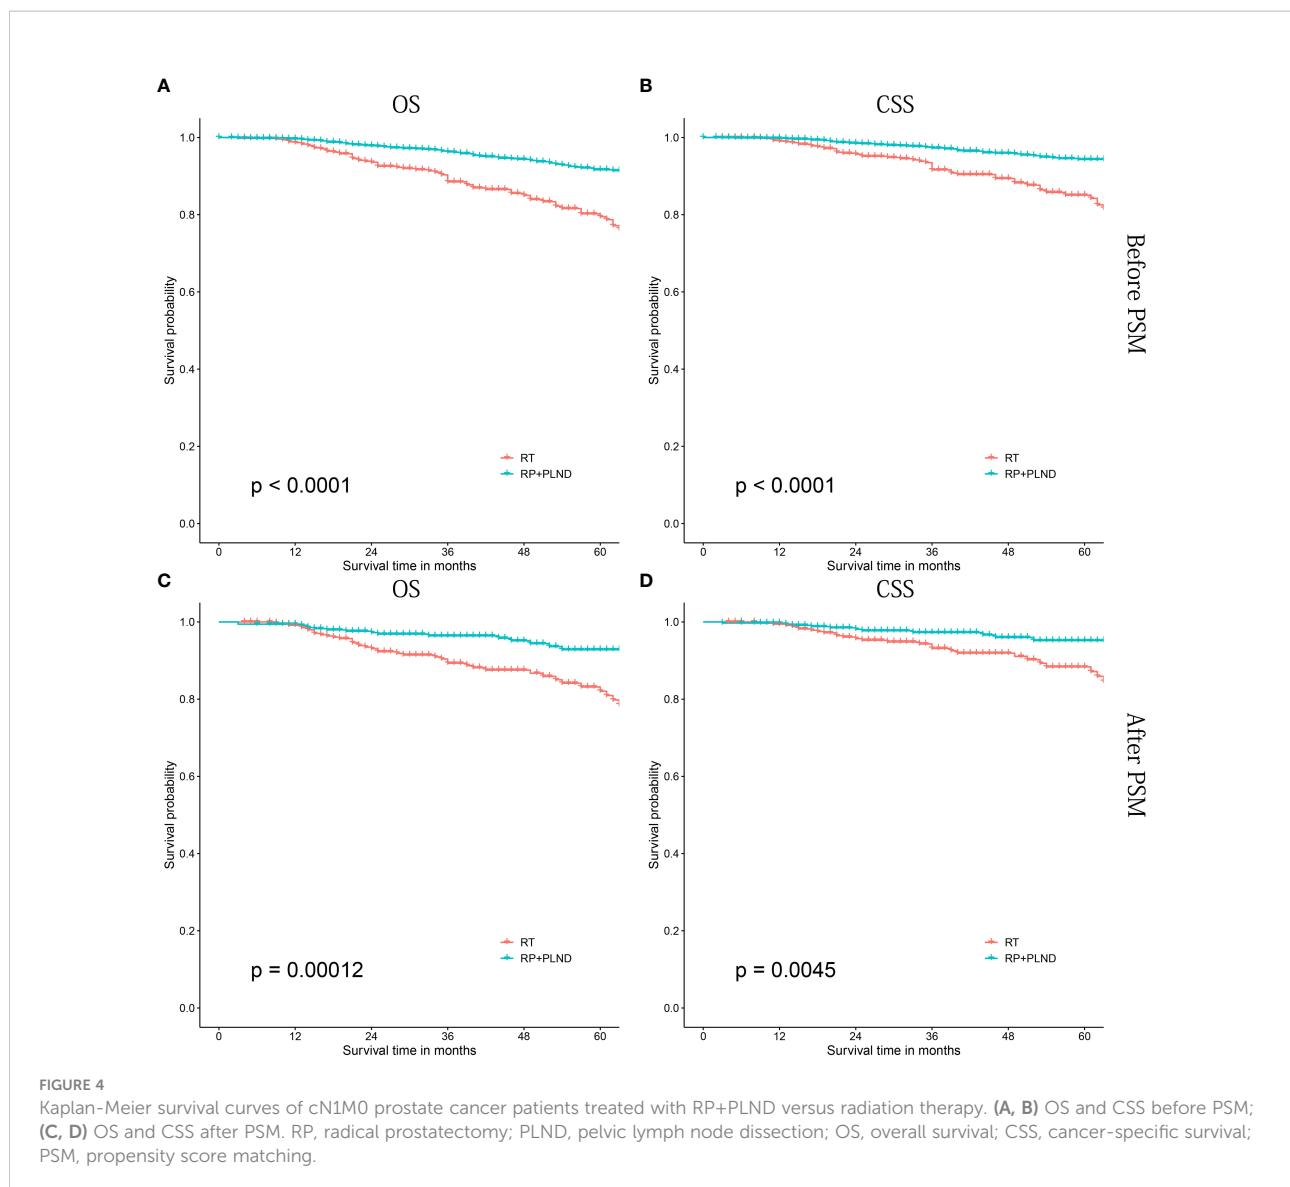 A
OS
1.0
0.8
0.6
0.4
0.2
0.0
Survival probability
RT
RP+PLND
p < 0.0001
0 12 24 36 48 60
Survival time in months
B
CSS
1.0
0.8
0.6
0.4
0.2
0.0
Survival probability
RT
RP+PLND
p < 0.0001
0 12 24 36 48 60
Survival time in months
Before PSM
C
OS
1.0
0.8
0.6
0.4
0.2
0.0
Survival probability
RT
RP+PLND
p = 0.00012
0 12 24 36 48 60
Survival time in months
D
CSS
1.0
0.8
0.6
0.4
0.2
0.0
Survival probability
RT
RP+PLND
p = 0.0045
0 12 24 36 48 60
Survival time in months
After PSM
FIGURE 4
Kaplan-Meier survival curves of cN1M0 prostate cancer patients treated with RP+PLND versus radiation therapy. (A, B) OS and CSS before PSM;
(C, D) OS and CSS after PSM. RP, radical prostatectomy; PLND, pelvic lymph node dissection; OS, overall survival; CSS, cancer-specific survival;
PSM, propensity score matching.